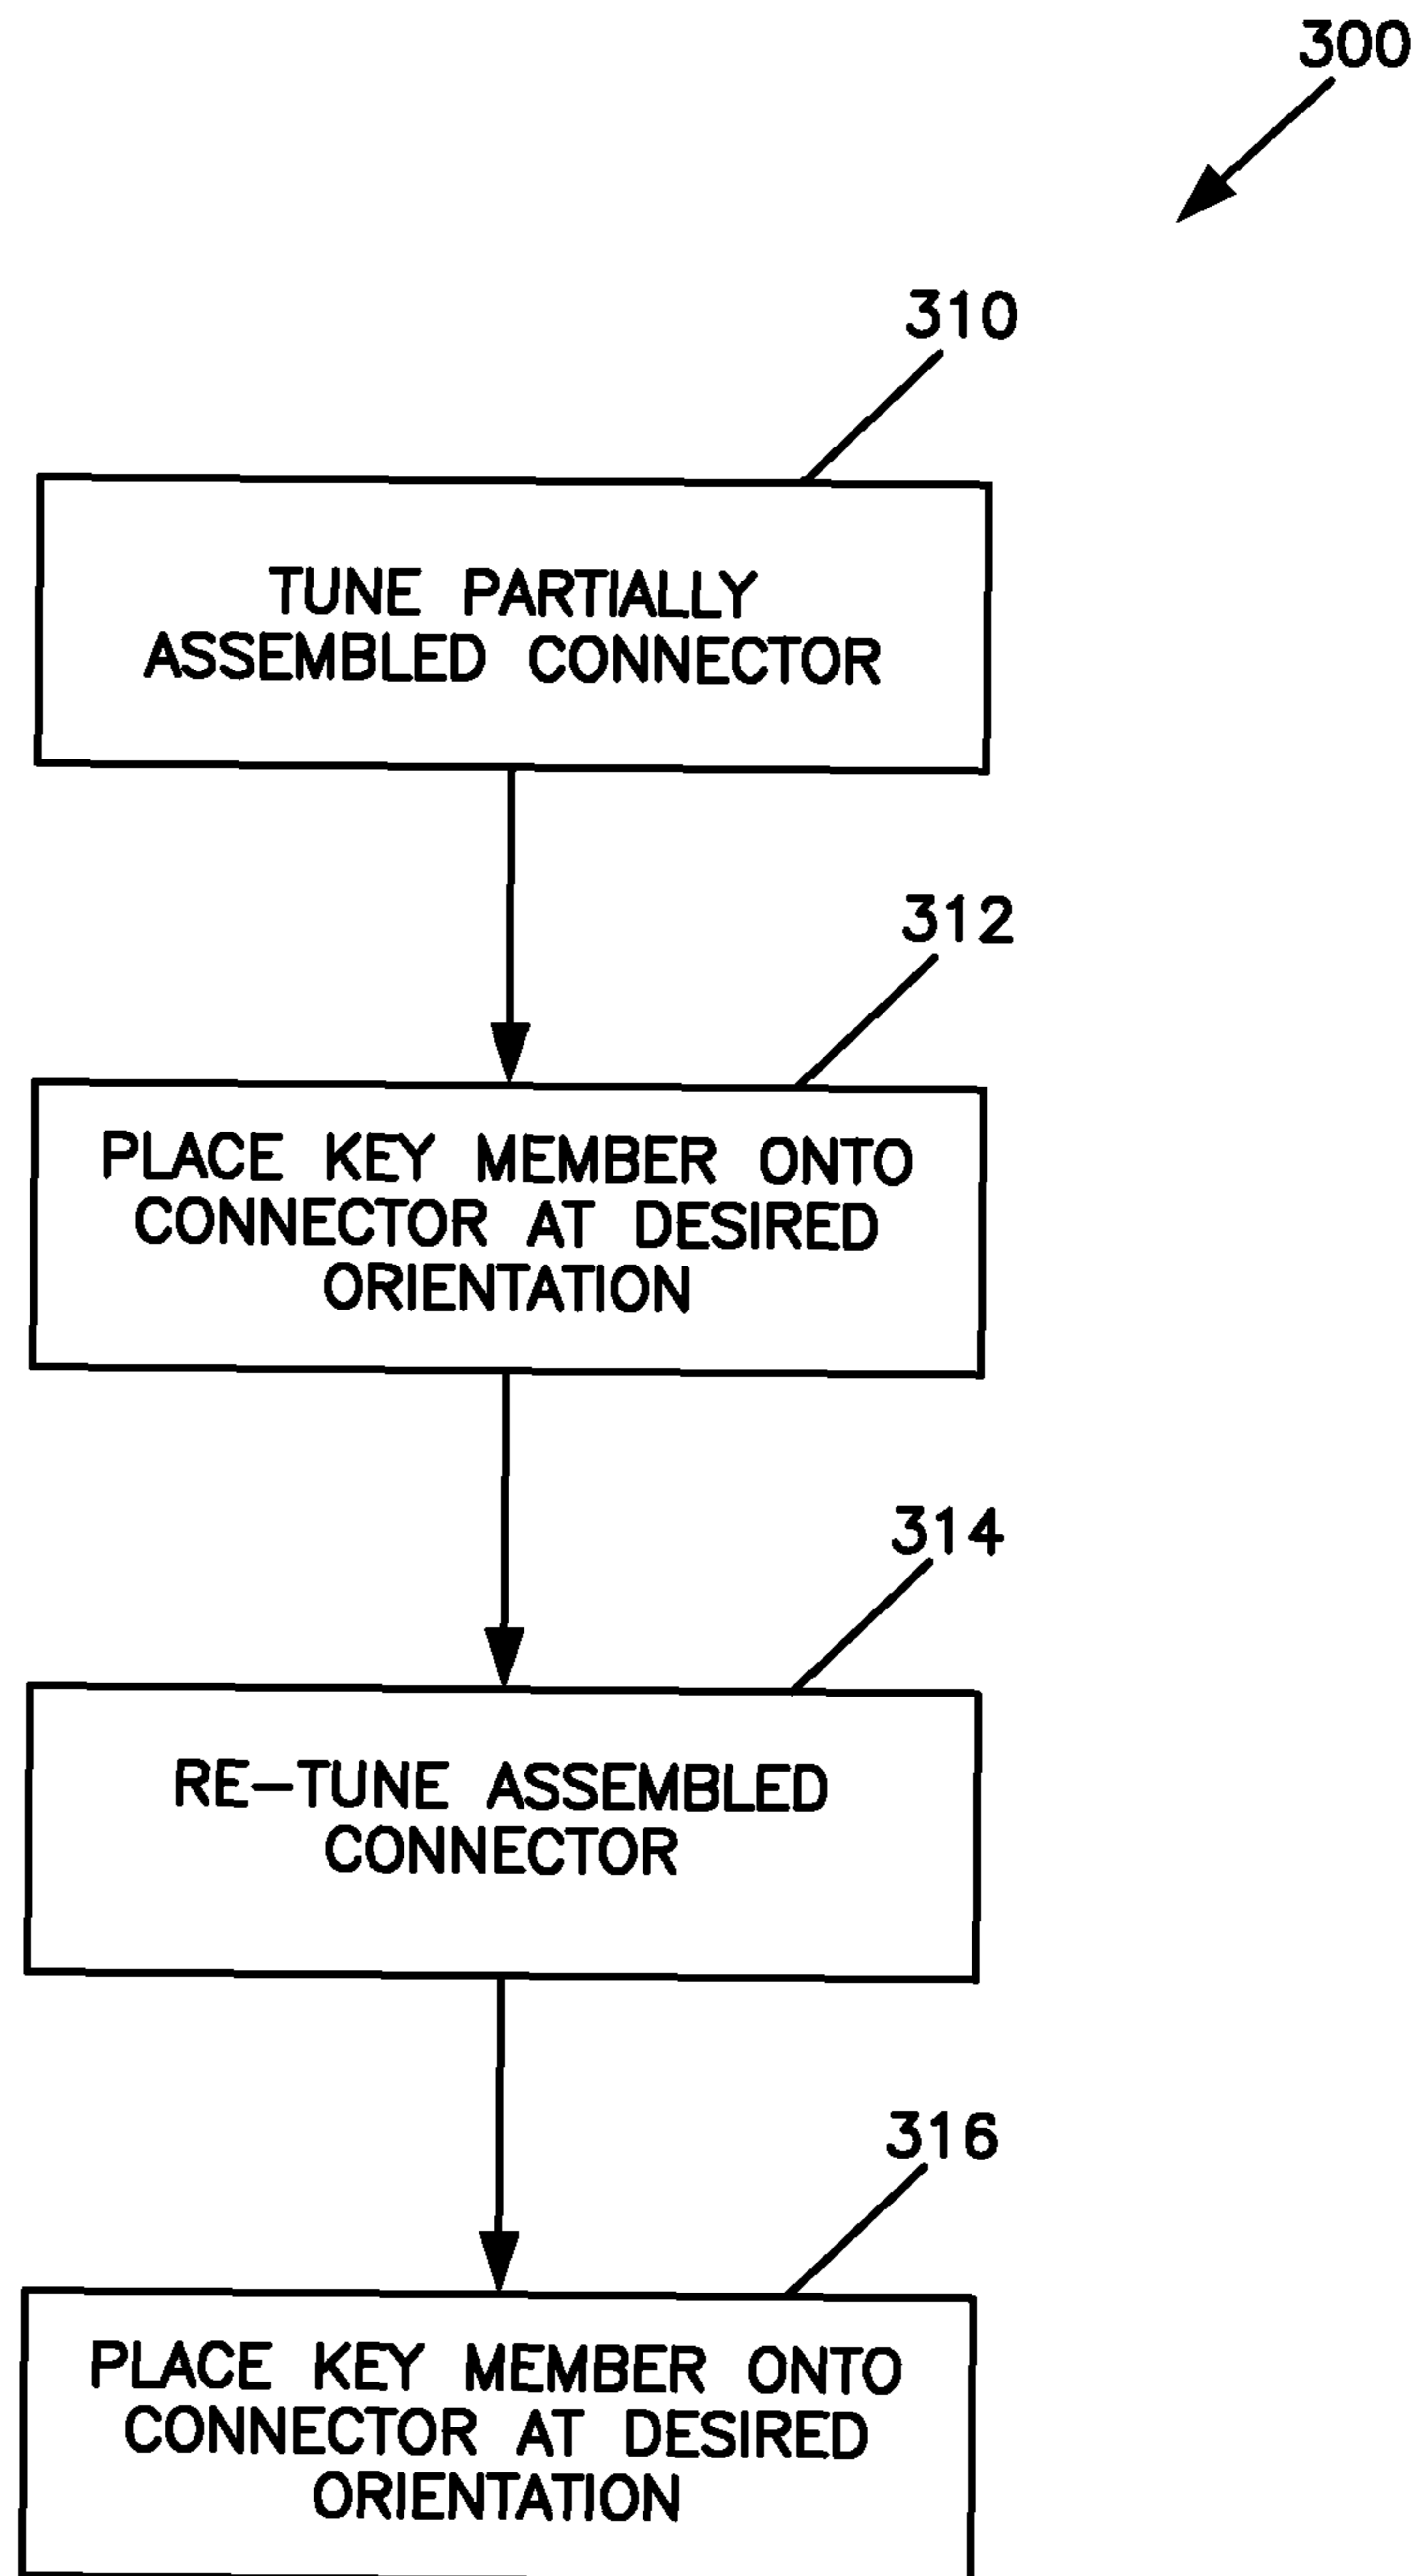 300
310
TUNE PARTIALLY
ASSEMBLED CONNECTOR
312
PLACE KEY MEMBER ONTO
CONNECTOR AT DESIRED
ORIENTATION
314
RE-TUNE ASSEMBLED
CONNECTOR
316
PLACE KEY MEMBER ONTO
CONNECTOR AT DESIRED
ORIENTATION